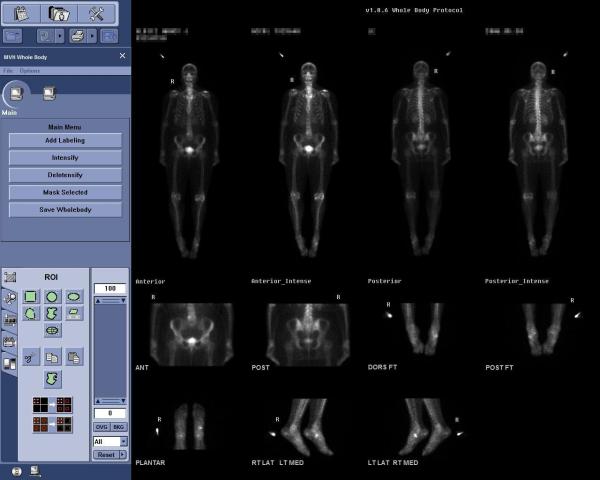 v1.8.6 Whole Body Protocol
MVH Whole Body
File Options
Main
Main Menu
Add Labeling
Intensify
Deintensify
Mask Selected
Save Wholebody
R
R
R
R
Anterior
Anterior_Intense
Posterior
Posterior_Intense
ROI
100
0
OVG BKG
All
Reset
R
R
R
R
ANT
POST
DORS FT
POST FT
R
R
R
PLANTAR
RT LAT LT MED
LT LAT RT MED